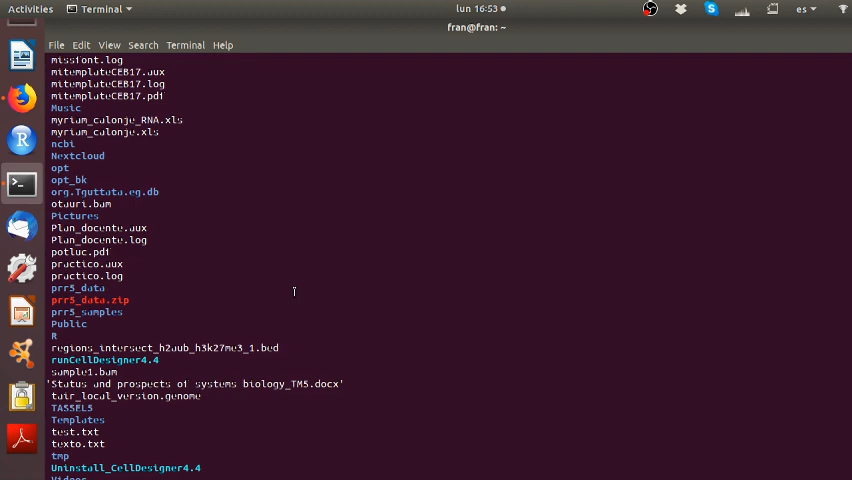 Activities Terminal lun 16:53 es
fran@fran: ~
File Edit View Search Terminal Help
missfont.log
mitemplateCEB17.aux
mitemplateCEB17.log
mitemplateCEB17.pdf
Music
myriam_calonje_RNA.xls
myriam_calonje.xls
ncbi
Nextcloud
opt
opt_bk
org.Tguttata.eg.db
otauri.bam
Pictures
Plan_docente.aux
Plan_docente.log
potluc.pdf
practico.aux
practico.log
prr5_data
prr5_data.zip
prr5_samples
Public
R
regions_intersect_h2aub_h3k27me3_1.bed
runCellDesigner4.4
sample1.bam
'Status and prospects of systems biology_TM5.docx'
tair_local_version.genome
TASSEL5
Templates
test.txt
texto.txt
tmp
Uninstall_CellDesigner4.4
Videos